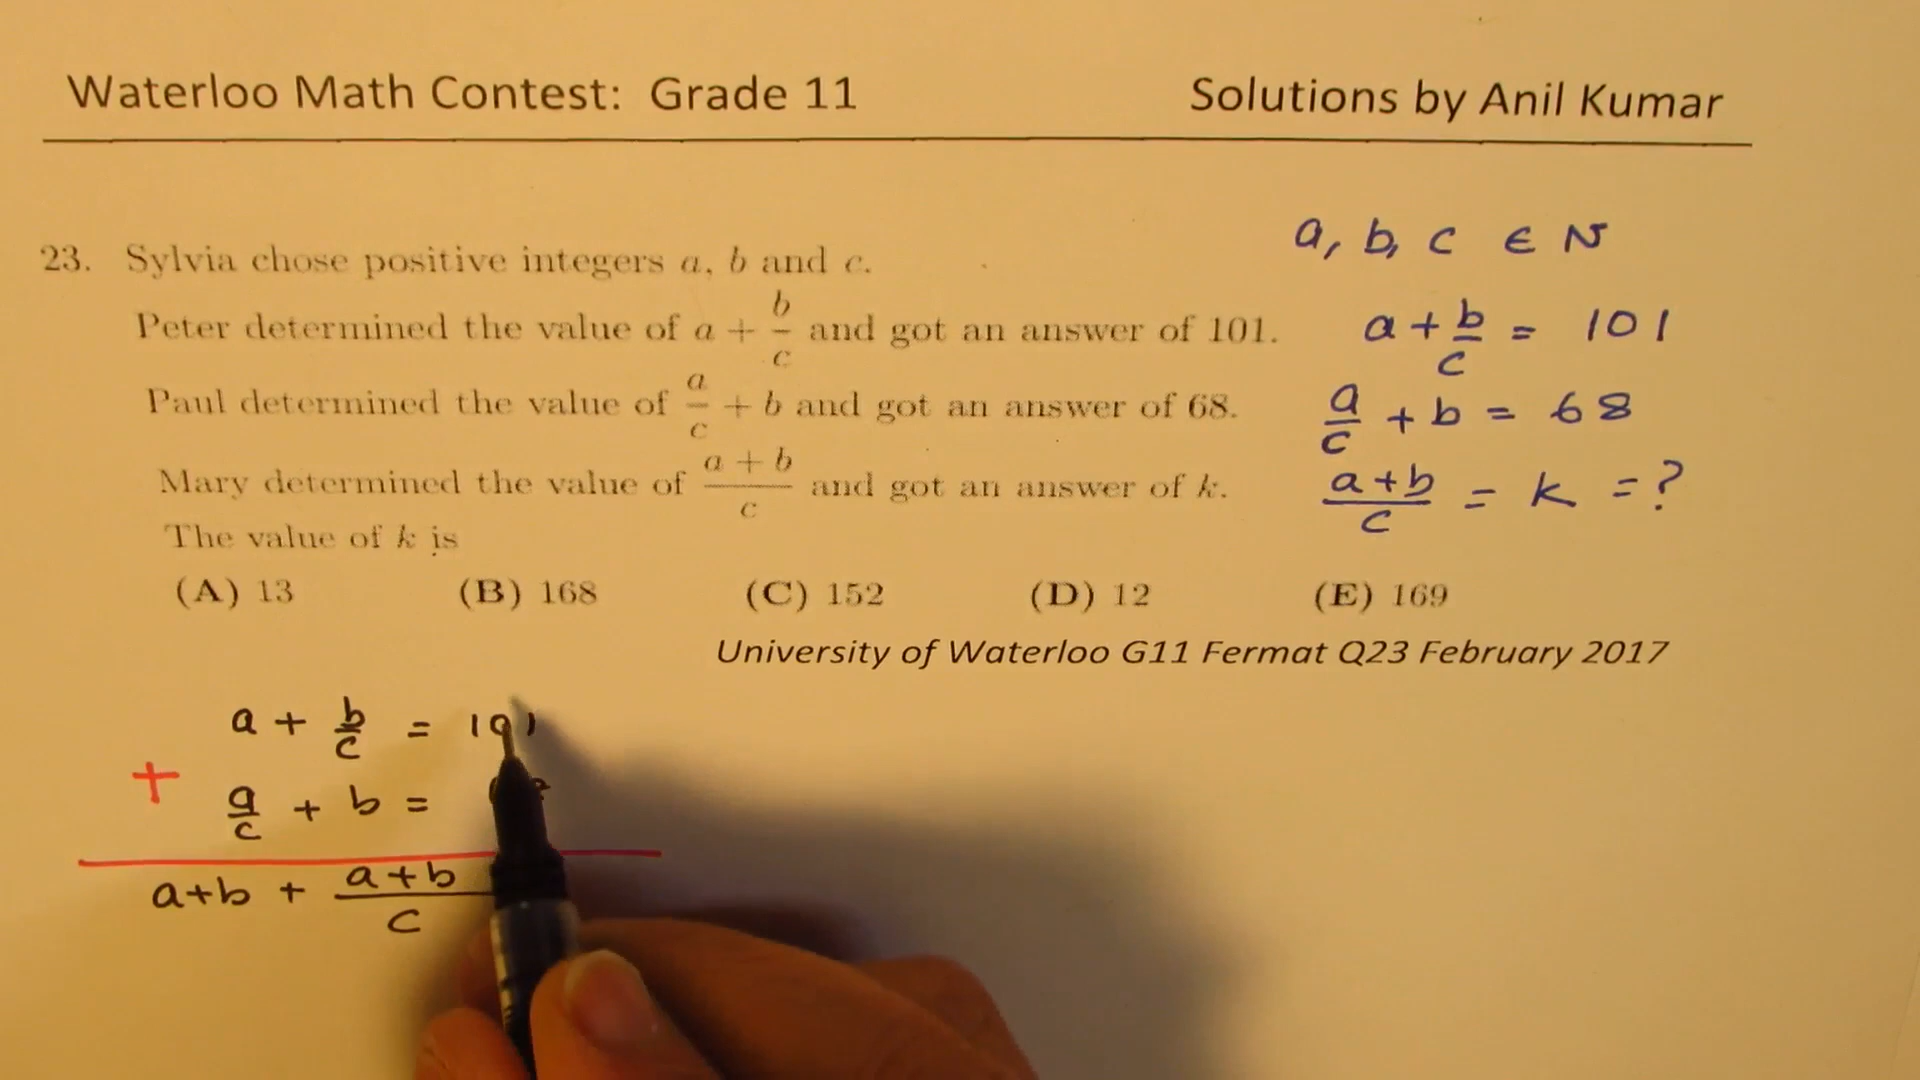 Waterloo Math Contest: Grade 11
Solutions by Anil Kumar
23. Sylvia chose positive integers a, b and c.
Peter determined the value of a + b/c and got an answer of 101.
Paul determined the value of a/c + b and got an answer of 68.
Mary determined the value of (a + b)/c and got an answer of k.
The value of k is
(A) 13 (B) 168 (C) 152 (D) 12 (E) 169
University of Waterloo G11 Fermat Q23 February 2017
a, b, c ∈ N
a + b/c = 101
a/c + b = 68
(a+b)/c = k = ?
a + b/c = 101
+ a/c + b =
a+b + (a+b)/c